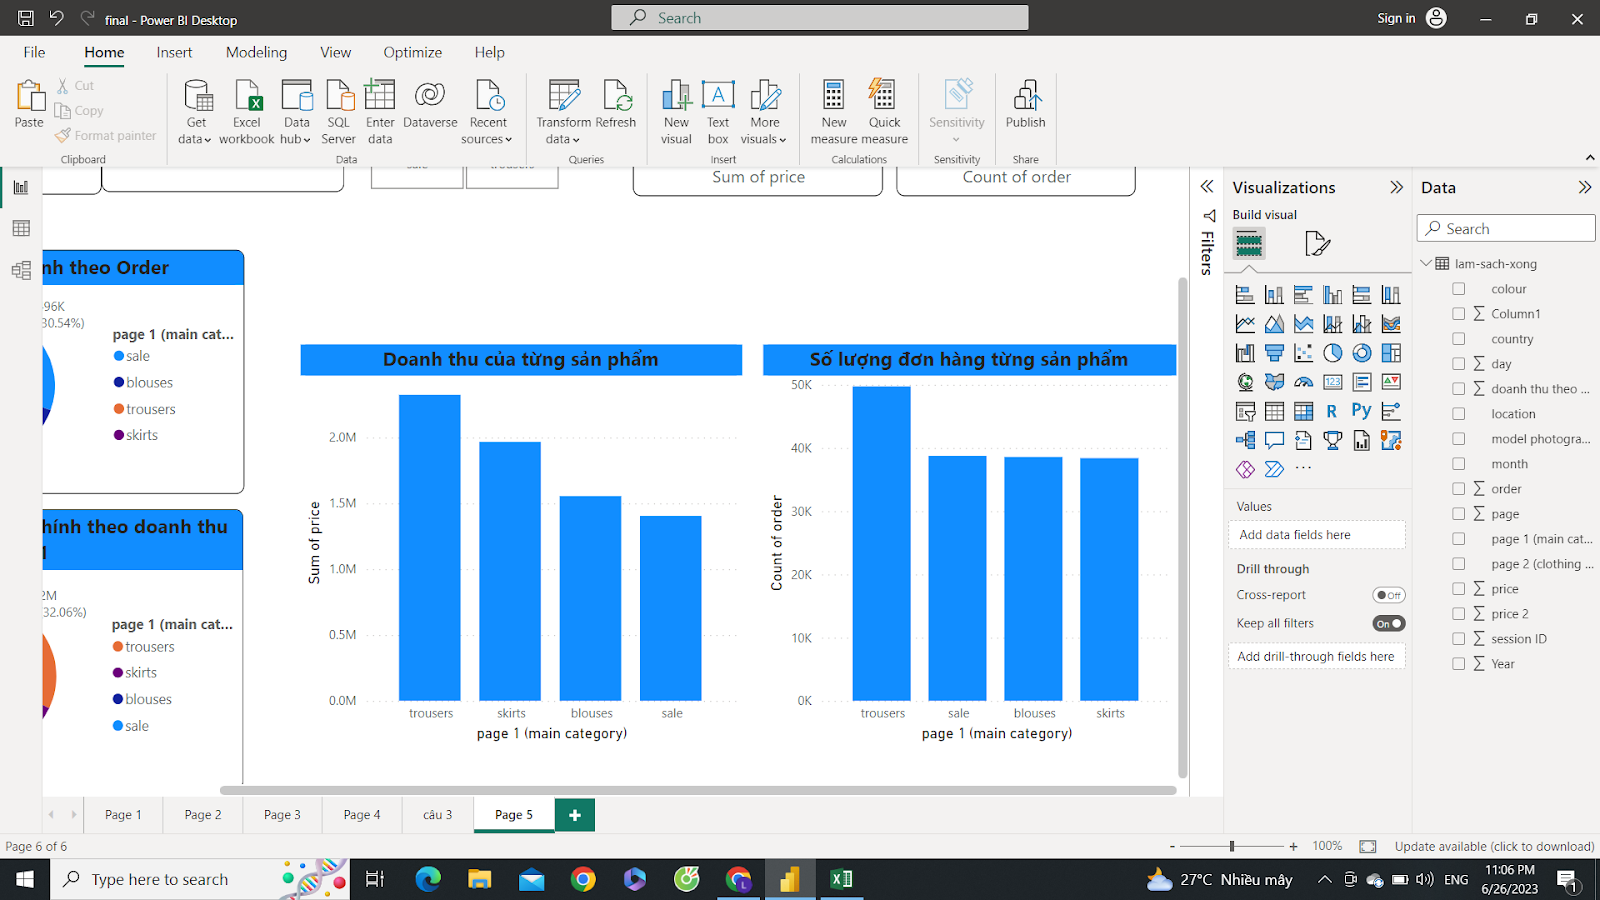 final - Power BI Desktop
Search
Sign in
File Home Insert Modeling View Optimize Help
Paste
Cut
Copy
Format painter
Clipboard
Get data
Excel workbook
Data hub
SQL Server
Enter data
Dataverse
Recent sources
Data
Transform data
Refresh
Queries
New visual
Text box
More visuals
Insert
New measure
Quick measure
Calculations
Sensitivity
Sensitivity
Publish
Share
Sum of price
Count of order
nh theo Order
96K
30.54%)
page 1 (main cat...
sale
blouses
trousers
skirts
hính theo doanh thu
2M
32.06%)
page 1 (main cat...
trousers
skirts
blouses
sale
Doanh thu của từng sản phẩm
Sum of price
2.0M
1.5M
1.0M
0.5M
0.0M
trousers skirts blouses sale
page 1 (main category)
Số lượng đơn hàng từng sản phẩm
Count of order
50K
40K
30K
20K
10K
0K
trousers sale blouses skirts
page 1 (main category)
Filters
Visualizations
Build visual
123
R
Py
...
Values
Add data fields here
Drill through
Cross-report
Off
Keep all filters
On
Add drill-through fields here
Data
Search
lam-sach-xong
colour
Column1
country
day
doanh thu theo ...
location
model photogra...
month
order
page
page 1 (main cat...
page 2 (clothing ...
price
price 2
session ID
Year
Page 1 Page 2 Page 3 Page 4 câu 3 Page 5
Page 6 of 6
- + 100%
Update available (click to download)
Type here to search
27°C Nhiều mây
ENG
11:06 PM
6/26/2023
1